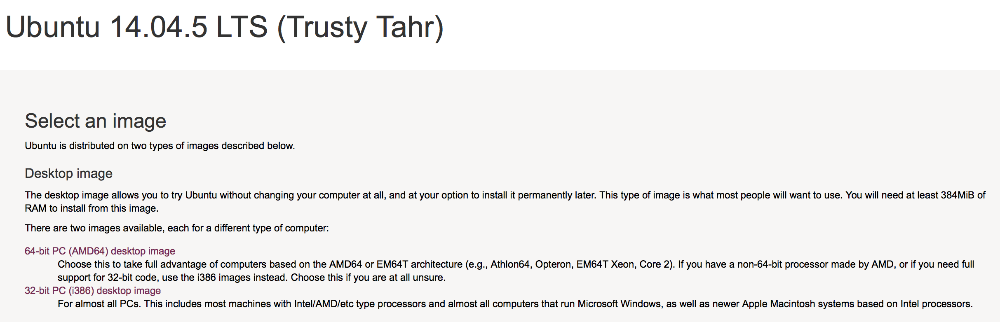 Ubuntu 14.04.5 LTS (Trusty Tahr)
Select an image
Ubuntu is distributed on two types of images described below.
Desktop image
The desktop image allows you to try Ubuntu without changing your computer at all, and at your option to install it permanently later. This type of image is what most people will want to use. You will need at least 384MiB of
RAM to install from this image.
There are two images available, each for a different type of computer:
64-bit PC (AMD64) desktop image
Choose this to take full advantage of computers based on the AMD64 or EM64T architecture (e.g., Athlon64, Opteron, EM64T Xeon, Core 2). If you have a non-64-bit processor made by AMD, or if you need full
support for 32-bit code, use the i386 images instead. Choose this if you are at all unsure.
32-bit PC (i386) desktop image
For almost all PCs. This includes most machines with Intel/AMD/etc type processors and almost all computers that run Microsoft Windows, as well as newer Apple Macintosh systems based on Intel processors.